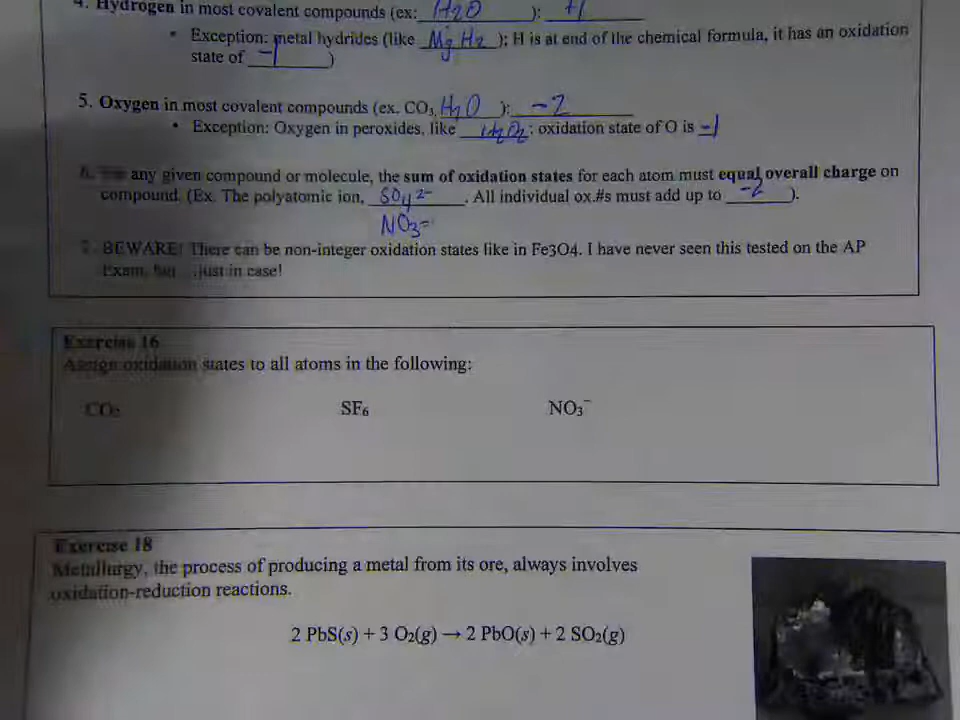 4. Hydrogen in most covalent compounds (ex: H2O ): +1
• Exception: metal hydrides (like MgH2 ); H is at end of the chemical formula, it has an oxidation
state of -1 )
5. Oxygen in most covalent compounds (ex. CO, H2O ): -2
• Exception: Oxygen in peroxides, like H2O2; oxidation state of O is -1
6. any given compound or molecule, the sum of oxidation states for each atom must equal overall charge on
compound. (Ex. The polyatomic ion, SO4 2- . All individual ox.#s must add up to -2 ).
NO3-
7. BEWARE! There can be non-integer oxidation states like in Fe3O4. I have never seen this tested on the AP
Exam, but ...just in case!
Exercise 16
Assign oxidation states to all atoms in the following:
CO2 SF6 NO3⁻
Exercise 18
Metallurgy, the process of producing a metal from its ore, always involves
oxidation-reduction reactions.
2 PbS(s) + 3 O2(g) → 2 PbO(s) + 2 SO2(g)